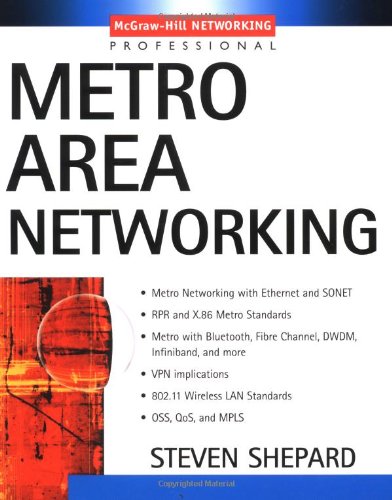 McGraw-Hill NETWORKING
PROFESSIONAL
METRO
AREA
NETWORKING
• Metro Networking with Ethernet and SONET
• RPR and X.86 Metro Standards
• Metro with Bluetooth, Fibre Channel, DWDM,
Infiniband, and more
• VPN implications
• 802.11 Wireless LAN Standards
• OSS, QoS, and MPLS
STEVEN SHEPARD
Copyrighted Material